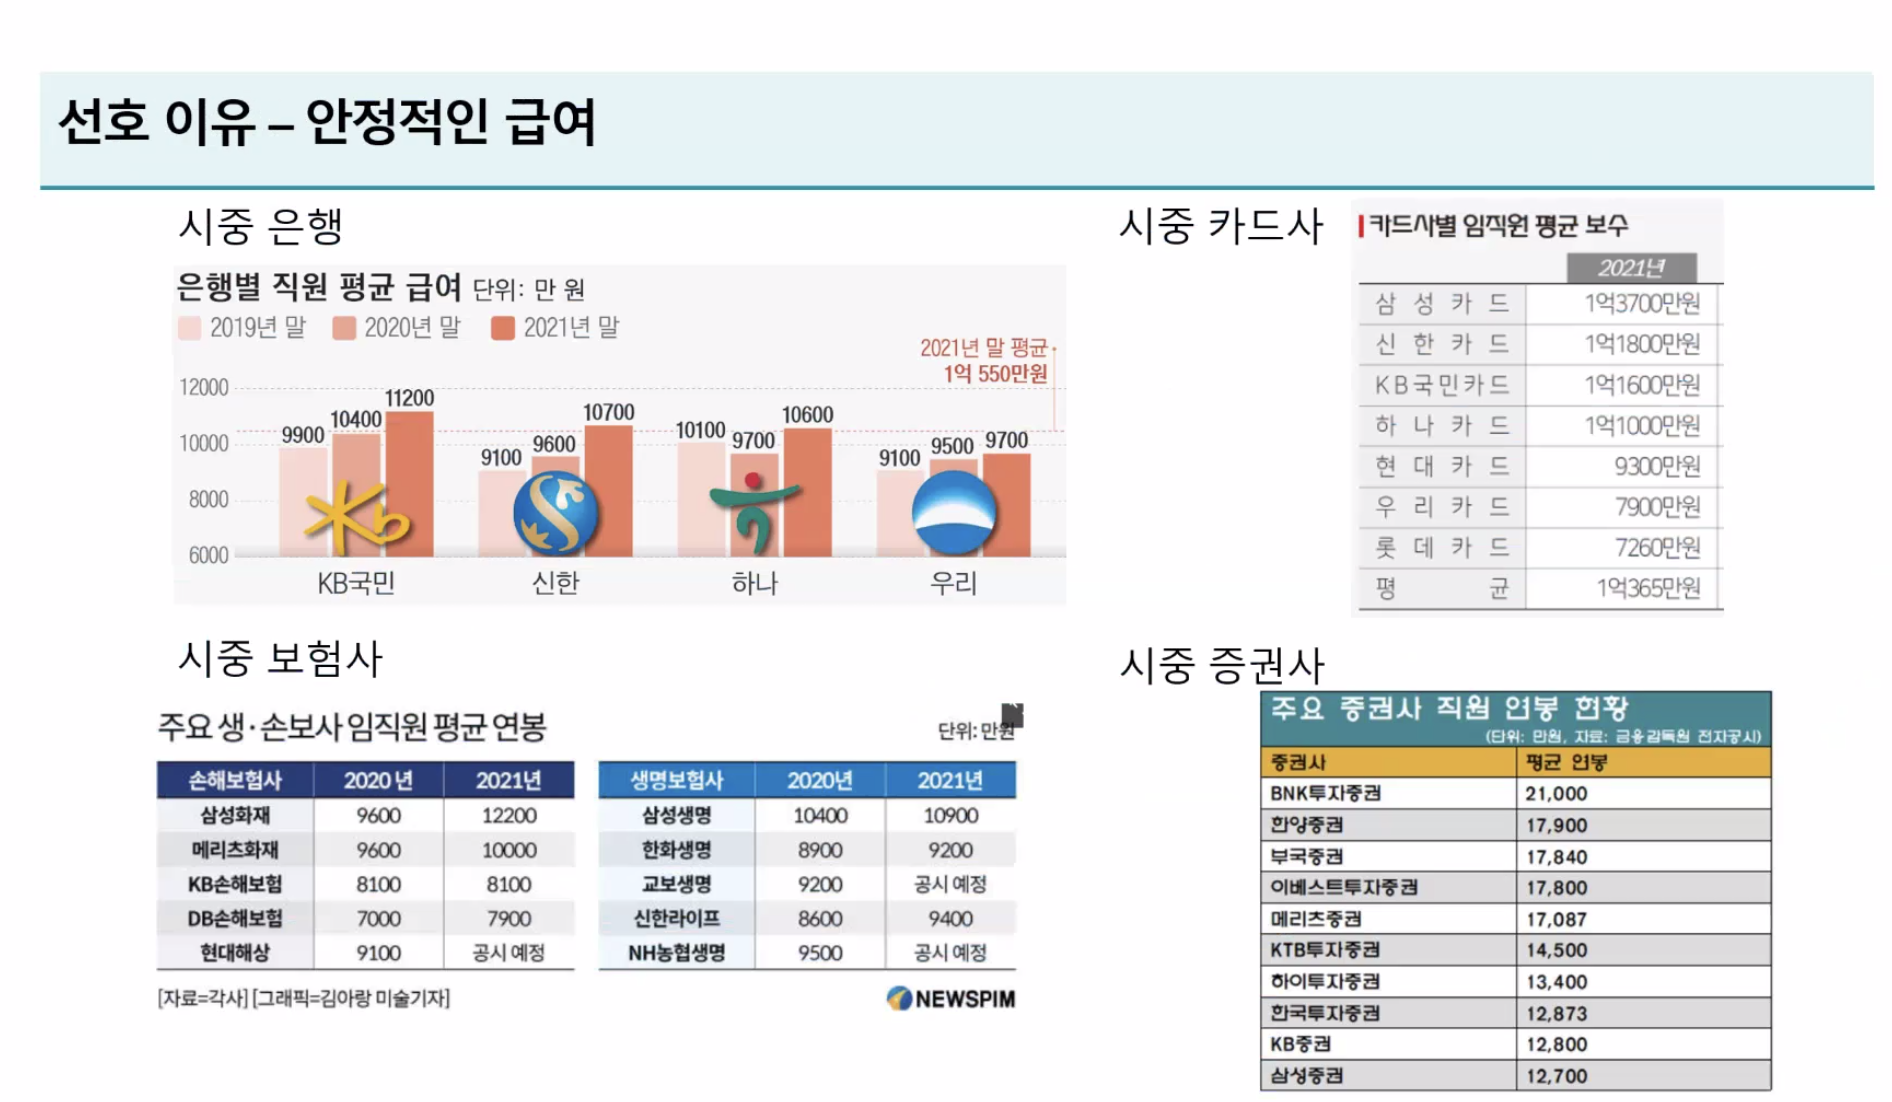 선호 이유 – 안정적인 급여
시중 은행
은행별 직원 평균 급여 단위: 만 원
2019년 말 2020년 말 2021년 말
2021년 말 평균
1억 550만원
12000
10000
8000
6000
9900 10400 11200
9100 9600 10700
10100 9700 10600
9100 9500 9700
KB국민 신한 하나 우리
시중 카드사
카드사별 임직원 평균 보수
2021년
삼성카드 1억3700만원
신한카드 1억1800만원
KB국민카드 1억1600만원
하나카드 1억1000만원
현대카드 9300만원
우리카드 7900만원
롯데카드 7260만원
평균 1억365만원
시중 보험사
주요 생·손보사 임직원 평균 연봉 단위: 만원
손해보험사 2020년 2021년
삼성화재 9600 12200
메리츠화재 9600 10000
KB손해보험 8100 8100
DB손해보험 7000 7900
현대해상 9100 공시 예정
생명보험사 2020년 2021년
삼성생명 10400 10900
한화생명 8900 9200
교보생명 9200 공시 예정
신한라이프 8600 9400
NH농협생명 9500 공시 예정
[자료=각사] [그래픽=김아랑 미술기자]
NEWSPIM
시중 증권사
주요 증권사 직원 연봉 현황
(단위: 만원, 자료: 금융감독원 전자공시)
증권사 평균 연봉
BNK투자증권 21,000
한양증권 17,900
부국증권 17,840
이베스트투자증권 17,800
메리츠증권 17,087
KTB투자증권 14,500
하이투자증권 13,400
한국투자증권 12,873
KB증권 12,800
삼성증권 12,700